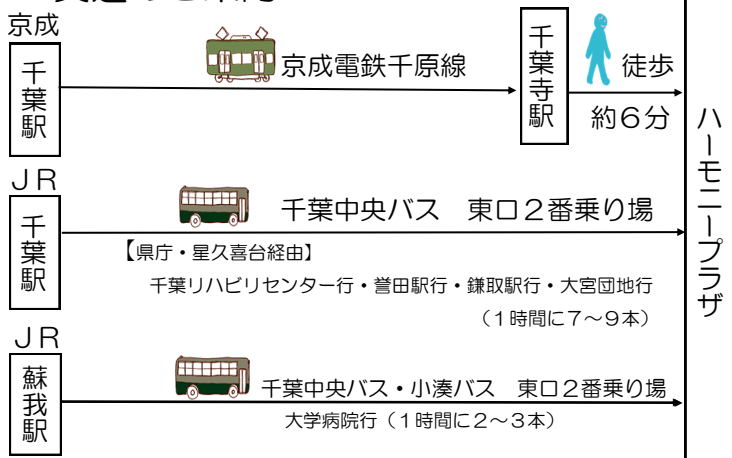 京成
千葉駅
京成電鉄千原線
千葉寺駅
徒歩
約６分
ハーモニープラザ
ＪＲ
千葉駅
千葉中央バス　東口２番乗り場
【県庁・星久喜台経由】
千葉リハビリセンター行・誉田駅行・鎌取駅行・大宮団地行
（１時間に７～９本）
ＪＲ
蘇我駅
千葉中央バス・小湊バス　東口２番乗り場
大学病院行（１時間に２～３本）